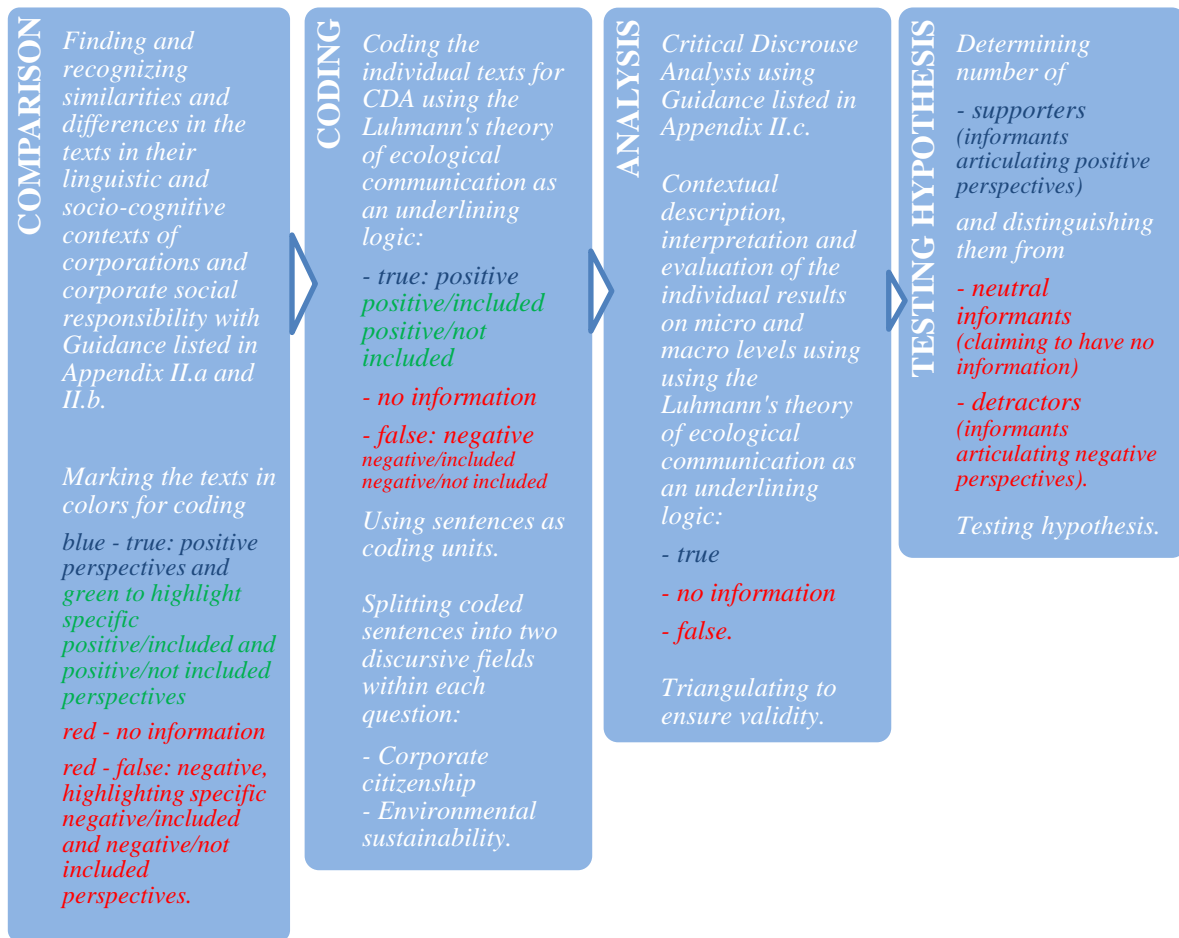 COMPARISON
Finding and
recognizing
similarities and
differences in the
texts in their
linguistic and
socio-cognitive
contexts of
corporations and
corporate social
responsibility with
Guidance listed in
Appendix II.a and
II.b.
Marking the texts in
colors for coding
blue - true: positive
perspectives and
green to highlight
specific
positive/included and
positive/not included
perspectives
red - no information
red - false: negative,
highlighting specific
negative/included
and negative/not
included
perspectives.
CODING
Coding the
individual texts for
CDA using the
Luhmann's theory
of ecological
communication as
an underlining
logic:
- true: positive
positive/included
positive/not
included
- no information
- false: negative
negative/included
negative/not included
Using sentences as
coding units.
Splitting coded
sentences into two
discursive fields
within each
question:
- Corporate
citizenship
- Environmental
sustainability.
ANALYSIS
Critical Discrouse
Analysis using
Guidance listed in
Appendix II.c.
Contextual
description,
interpretation and
evaluation of the
individual results
on micro and
macro levels using
using the
Luhmann's theory
of ecological
communication as
an underlining
logic:
- true
- no information
- false.
Triangulating to
ensure validity.
TESTING HYPOTHESIS
Determining
number of
- supporters
(informants
articulating positive
perspectives)
and distinguishing
them from
- neutral
informants
(claiming to have no
information)
- detractors
(informants
articulating negative
perspectives).
Testing hypothesis.